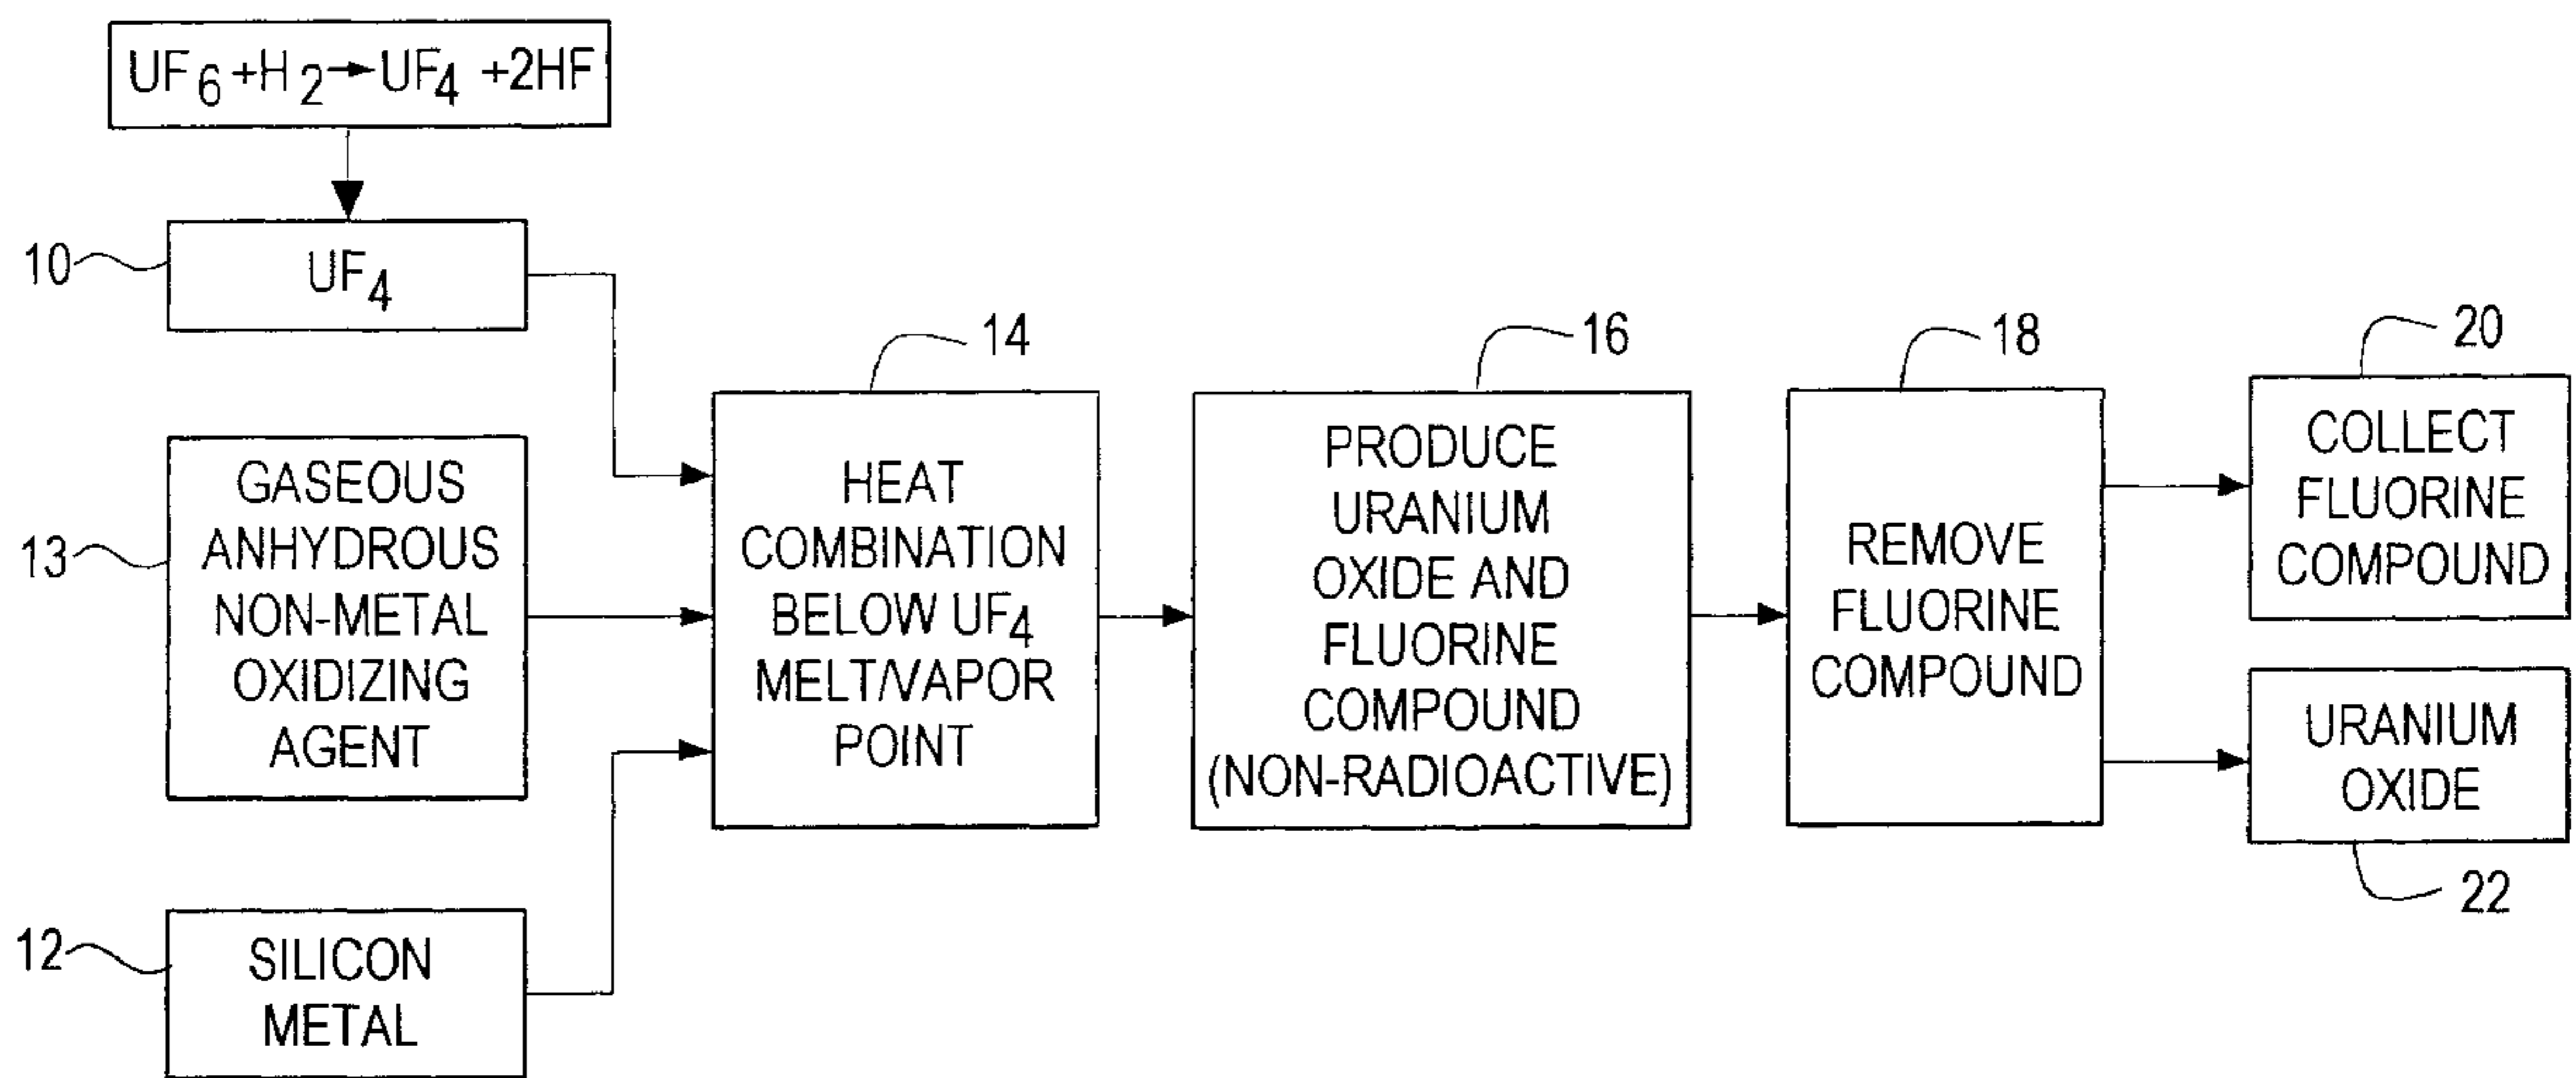 UF6+H2→UF4 +2HF
10
UF4
13
GASEOUS
ANHYDROUS
NON-METAL
OXIDIZING
AGENT
12
SILICON
METAL
14
HEAT
COMBINATION
BELOW UF4
MELT/VAPOR
POINT
16
PRODUCE
URANIUM
OXIDE AND
FLUORINE
COMPOUND
(NON-RADIOACTIVE)
18
REMOVE
FLUORINE
COMPOUND
20
COLLECT
FLUORINE
COMPOUND
URANIUM
OXIDE
22